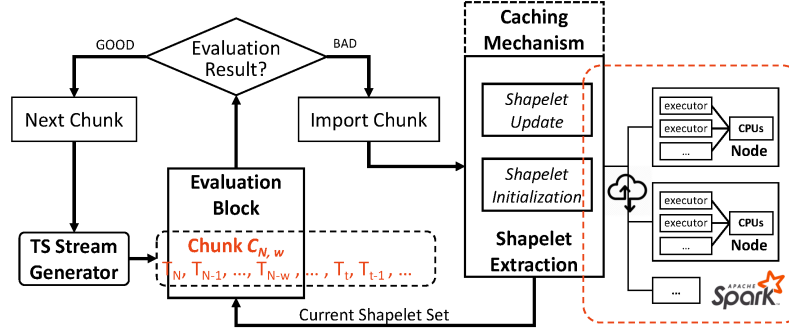 GOOD
Evaluation
Result?
BAD
Next Chunk
Import Chunk
TS Stream
Generator
Evaluation
Block
Chunk C_N, w
T_N, T_N-1, ..., T_N-w , ... , T_t, T_t-1 , ...
Current Shapelet Set
Caching
Mechanism
Shapelet
Update
Shapelet
Initialization
Shapelet
Extraction
executor
executor
...
CPUs
Node
executor
executor
...
CPUs
Node
...
APACHE
Spark